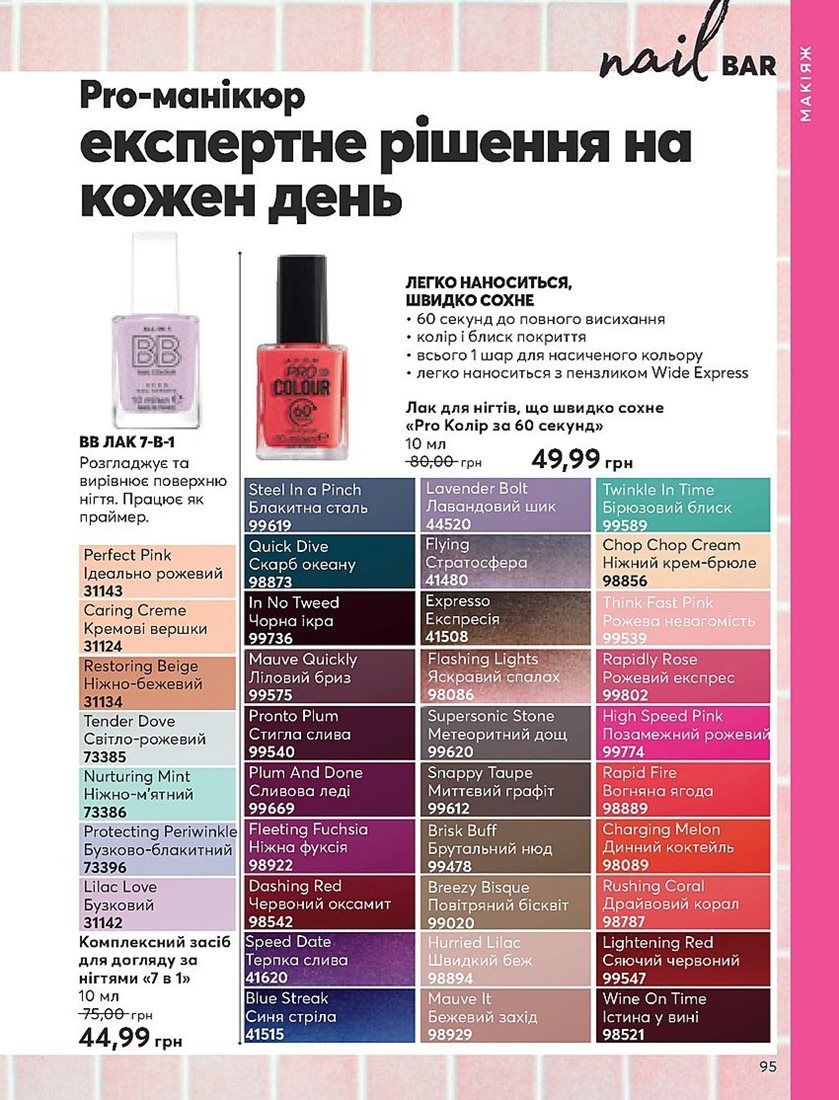 nail BAR
МАКІЯЖ
Pro-манікюр
експертне рішення на
кожен день
ALL-IN-1
BB
NAIL COLOUR
AVON
AVON
PRO
COLOUR
60
10 ml e
ЛЕГКО НАНОСИТЬСЯ,
ШВИДКО СОХНЕ
• 60 секунд до повного висихання
• колір і блиск покриття
• всього 1 шар для насиченого кольору
• легко наноситься з пензликом Wide Express
Лак для нігтів, що швидко сохне
«Pro Колір за 60 секунд»
10 мл
80,00 грн 49,99 грн
BB ЛАК 7-В-1
Розгладжує та
вирівнює поверхню
нігтя. Працює як
праймер.
Perfect Pink
Ідеально рожевий
31143
Caring Creme
Кремові вершки
31124
Restoring Beige
Ніжно-бежевий
31134
Tender Dove
Світло-рожевий
73385
Nurturing Mint
Ніжно-м'ятний
73386
Protecting Periwinkle
Бузково-блакитний
73396
Lilac Love
Бузковий
31142
Комплексний засіб
для догляду за
нігтями «7 в 1»
10 мл
75,00 грн
44,99 грн
Steel In a Pinch
Блакитна сталь
99619
Quick Dive
Скарб океану
98873
In No Tweed
Чорна ікра
99736
Mauve Quickly
Ліловий бриз
99575
Pronto Plum
Стигла слива
99540
Plum And Done
Сливова леді
99669
Fleeting Fuchsia
Ніжна фуксія
98922
Dashing Red
Червоний оксамит
98542
Speed Date
Терпка слива
41620
Blue Streak
Синя стріла
41515
Lavender Bolt
Лавандовий шик
44520
Flying
Стратосфера
41480
Expresso
Експресія
41508
Flashing Lights
Яскравий спалах
98086
Supersonic Stone
Метеоритний дощ
99620
Snappy Taupe
Миттєвий графіт
99612
Brisk Buff
Брутальний нюд
99478
Breezy Bisque
Повітряний бісквіт
99020
Hurried Lilac
Швидкий беж
98894
Mauve It
Бежевий захід
98929
Twinkle In Time
Бірюзовий блиск
99589
Chop Chop Cream
Ніжний крем-брюле
98856
Think Fast Pink
Рожева невагомість
99539
Rapidly Rose
Рожевий експрес
99802
High Speed Pink
Позамежний рожевий
99774
Rapid Fire
Вогняна ягода
98889
Charging Melon
Динний коктейль
98089
Rushing Coral
Драйвовий корал
98787
Lightening Red
Сяючий червоний
99547
Wine On Time
Істина у вині
98521
95